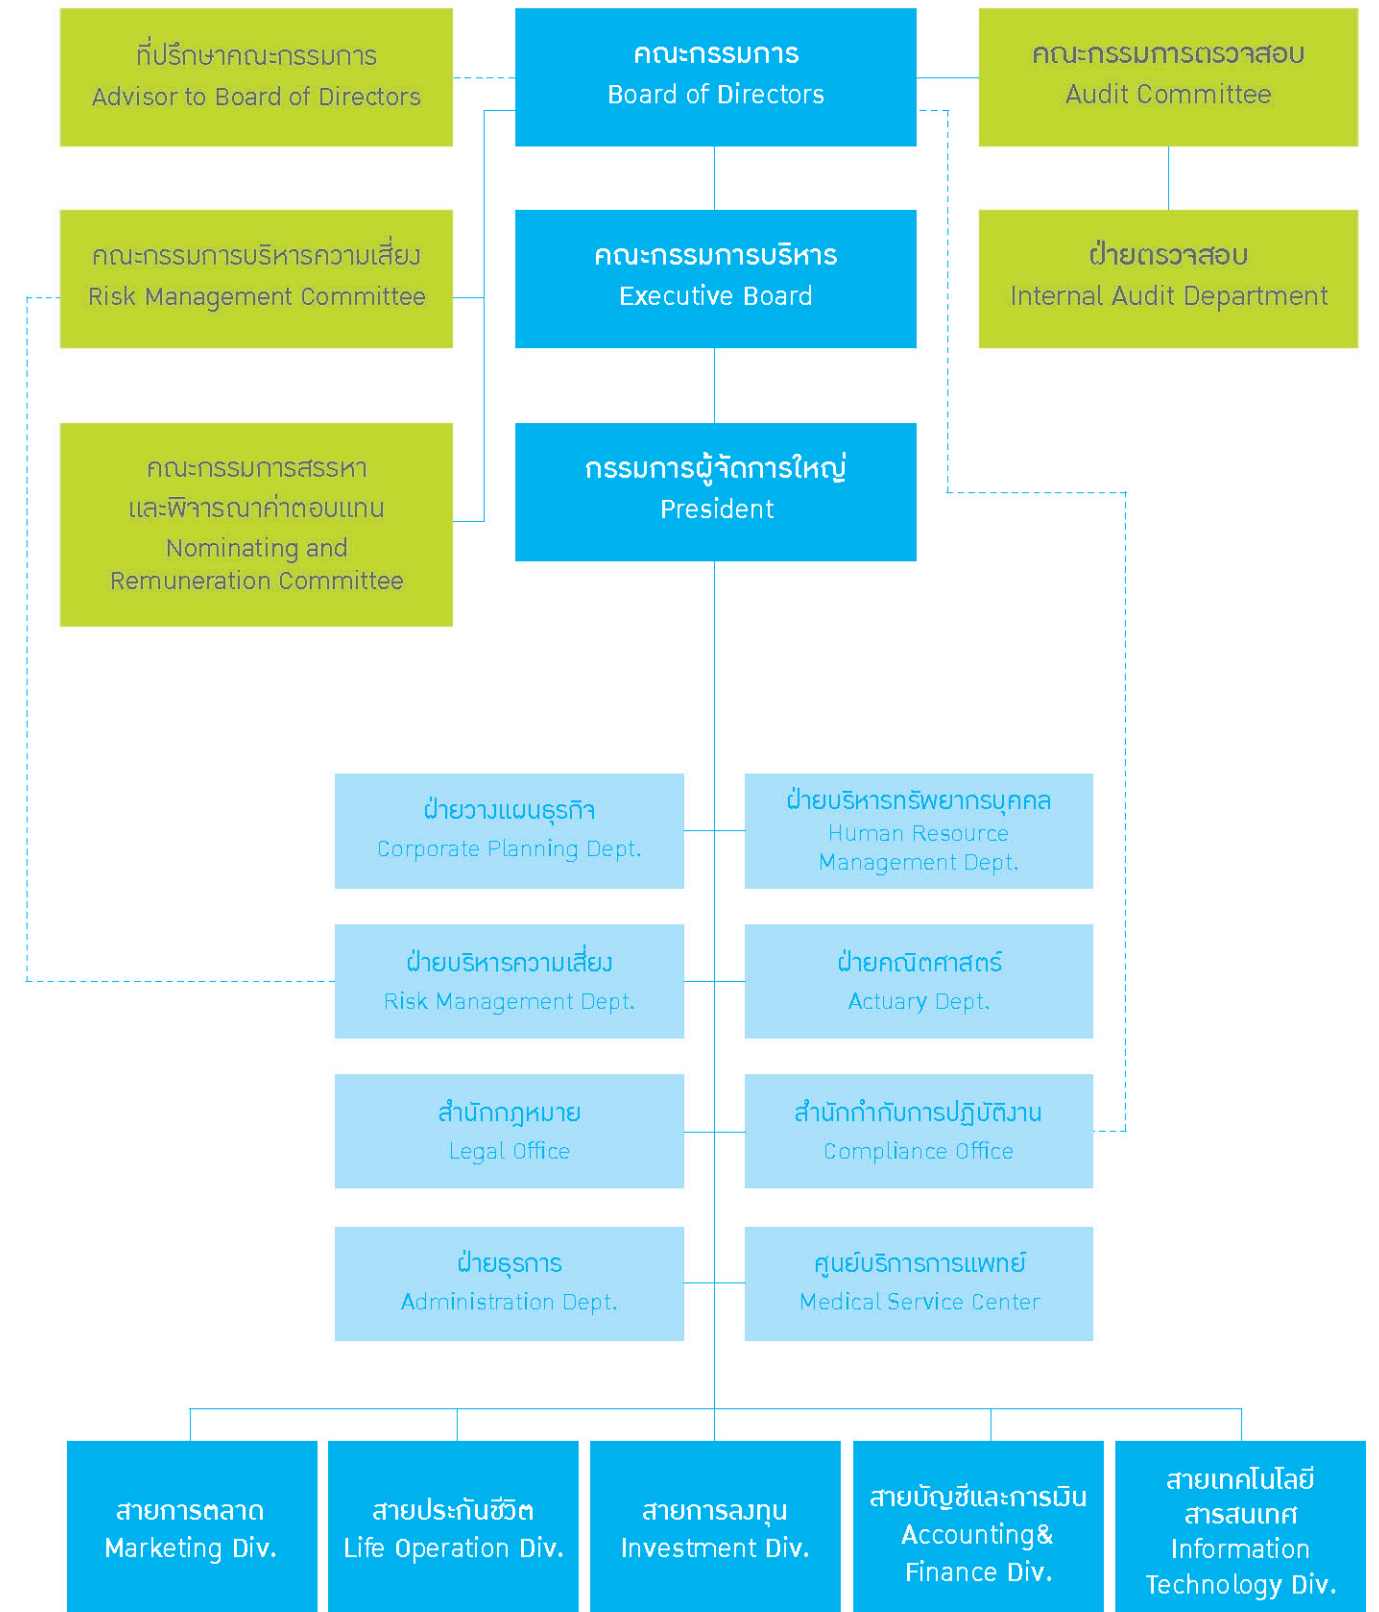 ที่ปรึกษาคณะกรรมการ
Advisor to Board of Directors
คณะกรรมการ
Board of Directors
คณะกรรมการตรวจสอบ
Audit Committee
คณะกรรมการบริหารความเสี่ยง
Risk Management Committee
คณะกรรมการบริหาร
Executive Board
ฝ่ายตรวจสอบ
Internal Audit Department
คณะกรรมการสรรหา
และพิจารณาค่าตอบแทน
Nominating and
Remuneration Committee
กรรมการผู้จัดการใหญ่
President
ฝ่ายวางแผนธุรกิจ
Corporate Planning Dept.
ฝ่ายบริหารทรัพยากรบุคคล
Human Resource
Management Dept.
ฝ่ายบริหารความเสี่ยง
Risk Management Dept.
ฝ่ายคณิตศาสตร์
Actuary Dept.
สำนักกฎหมาย
Legal Office
สำนักกำกับการปฏิบัติงาน
Compliance Office
ฝ่ายธุรการ
Administration Dept.
ศูนย์บริการการแพทย์
Medical Service Center
สายการตลาด
Marketing Div.
สายประกันชีวิต
Life Operation Div.
สายการลงทุน
Investment Div.
สายบัญชีและการเงิน
Accounting&
Finance Div.
สายเทคโนโลยี
สารสนเทศ
Information
Technology Div.